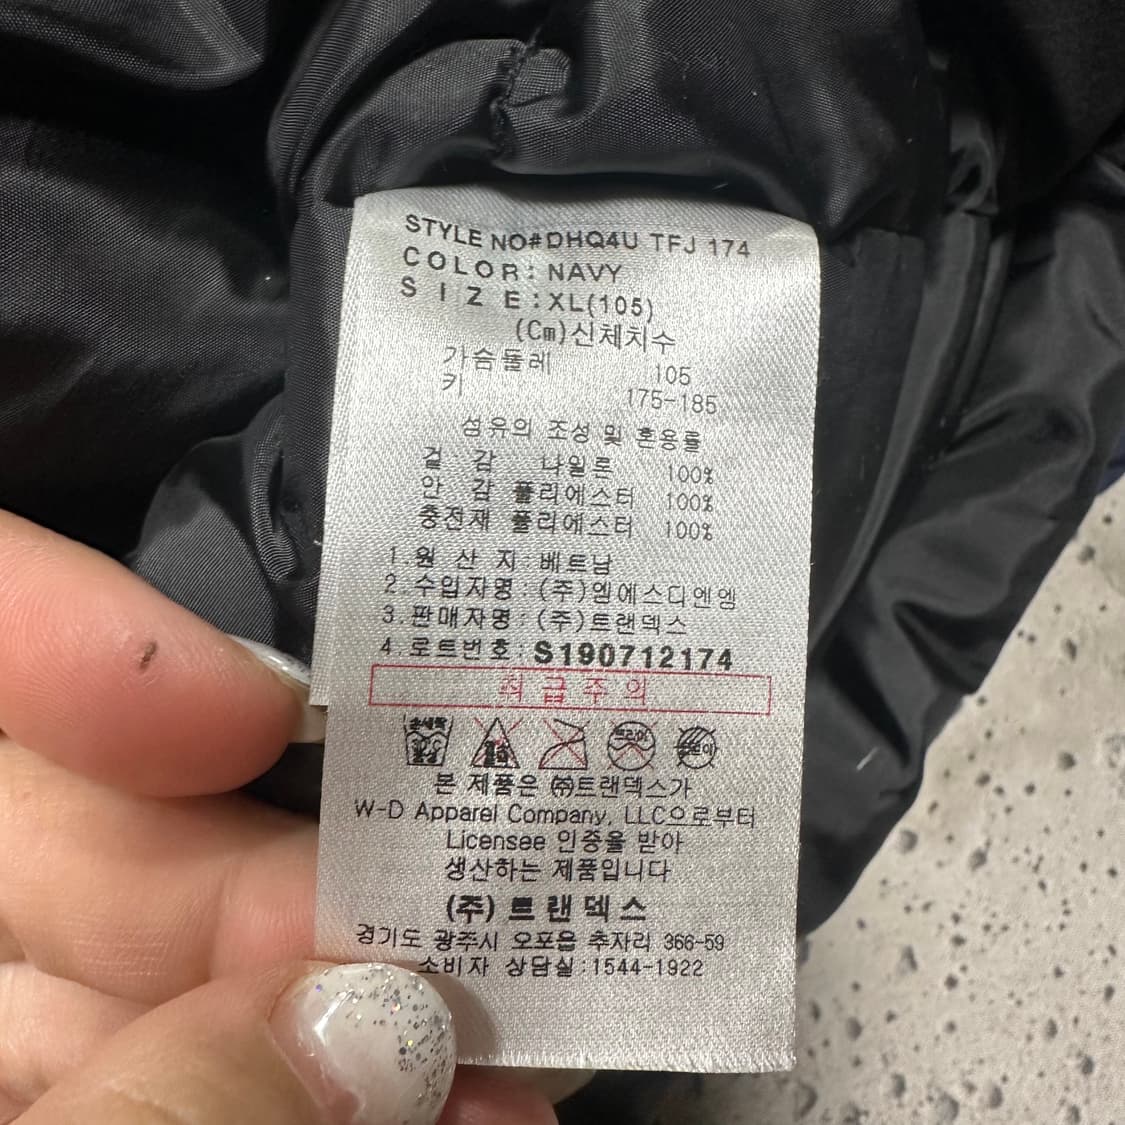 STYLE NO#DHQ4U TFJ 174
COLOR: NAVY
SIZE:XL(105)
(Cm)신체치수
가슴둘레 105
키 175-185
섬유의 조성 및 혼용률
겉 감 나일론 100%
안 감 폴리에스터 100%
충전재 폴리에스터 100%
1.원 산 지:베트남
2.수입자명:(주)엠에스디엔엠
3.판매자명:(주)트랜덱스
4.로트번호:S190712174
취급주의
손세탁
드라이
본 제품은 ㈜트랜덱스가
W-D Apparel Company, LLC으로부터
Licensee 인증을 받아
생산하는 제품입니다
(주)트랜덱스
경기도 광주시 오포읍 추자리 366-59
소비자 상담실:1544-1922